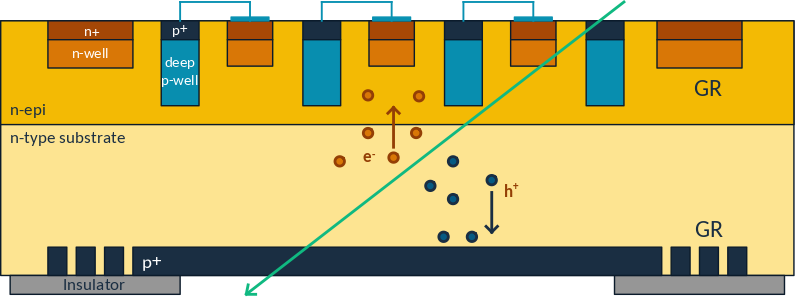 n+
p⁺
n-well
deep
p-well
GR
n-epi
n-type substrate
e⁻
h⁺
GR
p⁺
Insulator